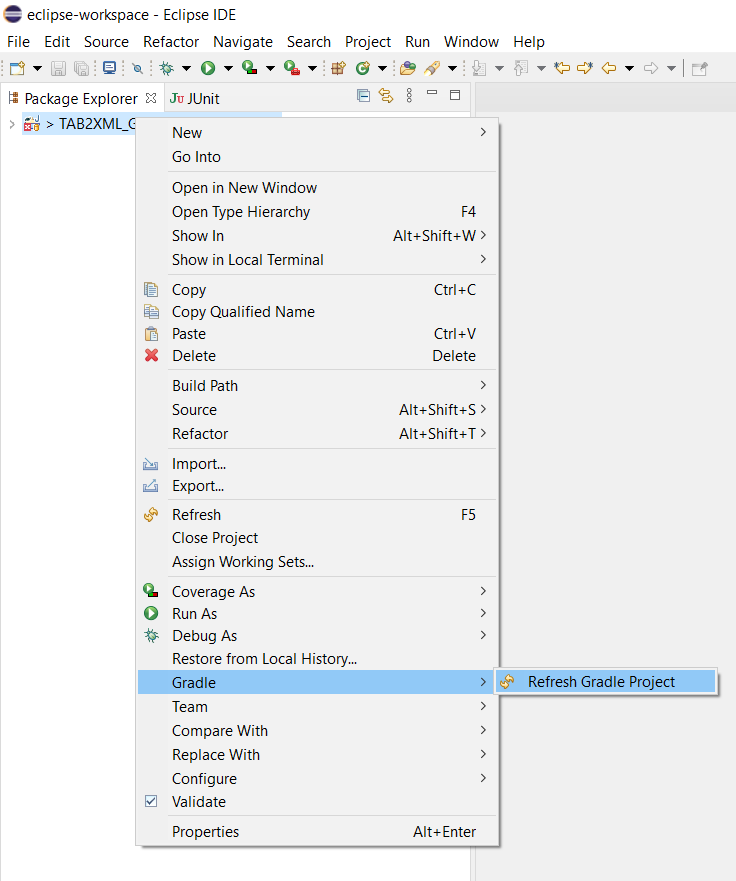 eclipse-workspace - Eclipse IDE
File Edit Source Refactor Navigate Search Project Run Window Help
Package Explorer JUnit
> TAB2XML_G
New
Go Into
Open in New Window
Open Type Hierarchy F4
Show In Alt+Shift+W
Show in Local Terminal
Copy Ctrl+C
Copy Qualified Name
Paste Ctrl+V
Delete Delete
Build Path
Source Alt+Shift+S
Refactor Alt+Shift+T
Import...
Export...
Refresh F5
Close Project
Assign Working Sets...
Coverage As
Run As
Debug As
Restore from Local History...
Gradle Refresh Gradle Project
Team
Compare With
Replace With
Configure
Validate
Properties Alt+Enter